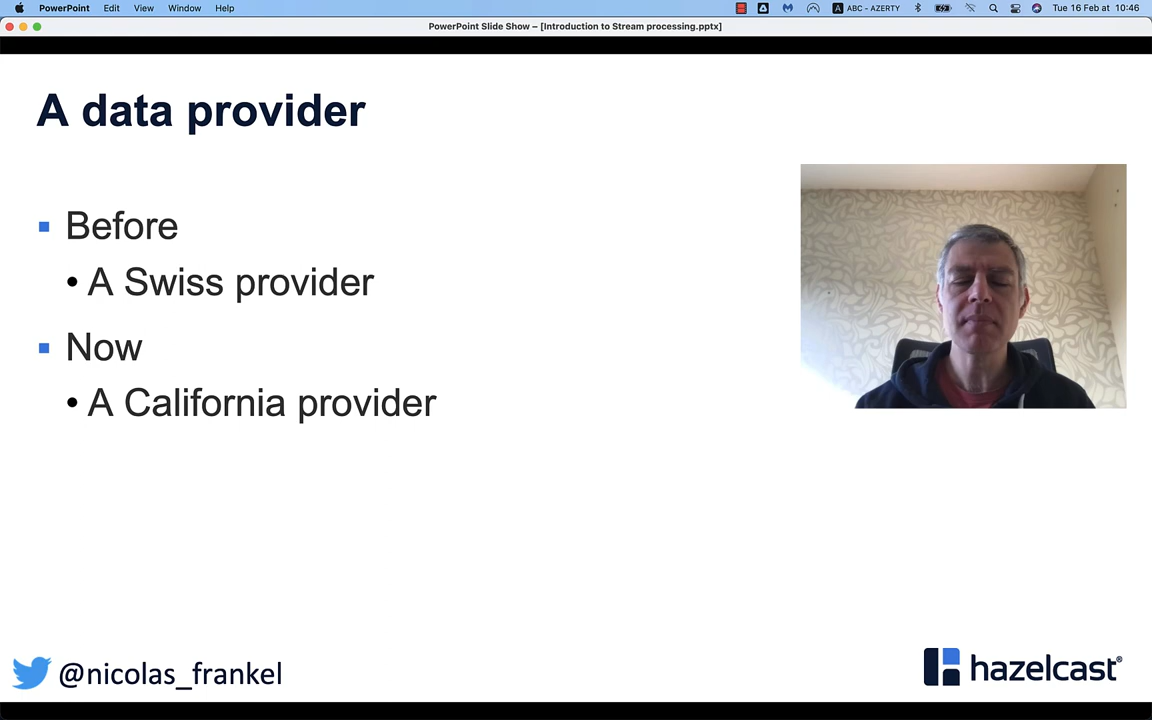 PowerPoint Edit View Window Help ABC - AZERTY Tue 16 Feb at 10:46
PowerPoint Slide Show – [Introduction to Stream processing.pptx]
A data provider
Before
• A Swiss provider
Now
• A California provider
@nicolas_frankel
hazelcast®